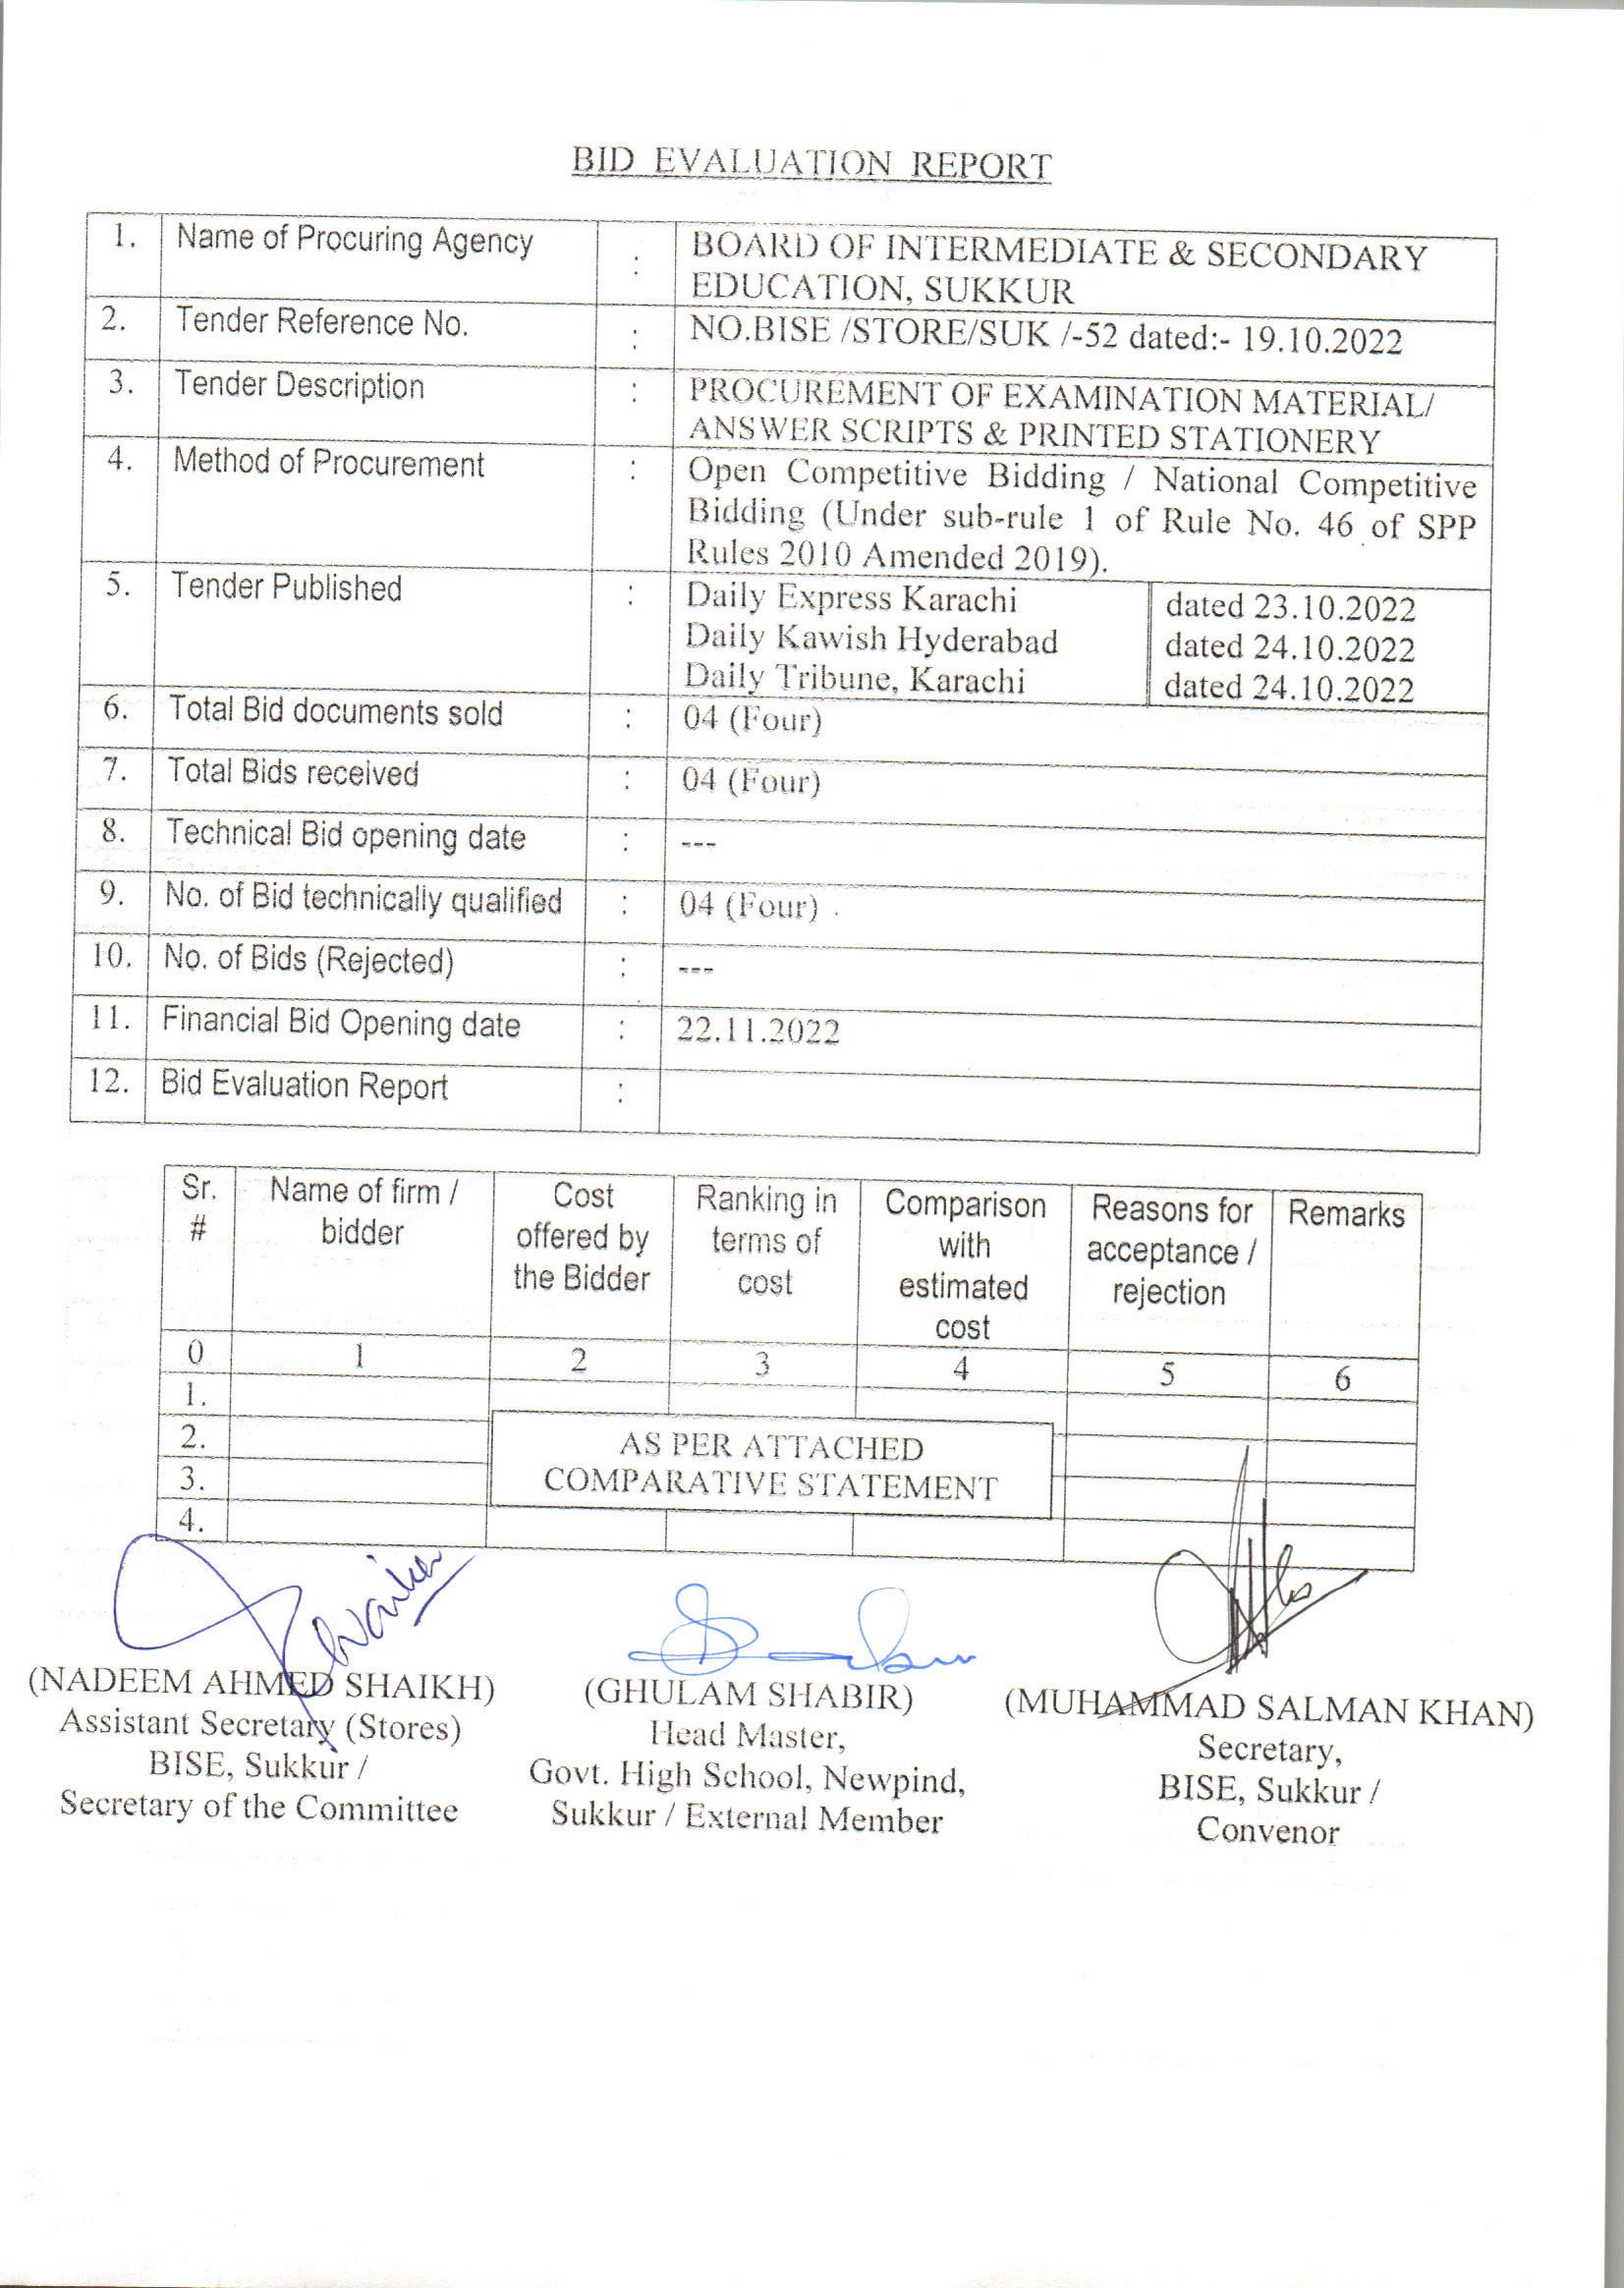 BID EVALUATION REPORT
1. Name of Procuring Agency : BOARD OF INTERMEDIATE & SECONDARY
EDUCATION, SUKKUR
2. Tender Reference No. : NO.BISE /STORE/SUK /-52 dated:- 19.10.2022
3. Tender Description : PROCUREMENT OF EXAMINATION MATERIAL/
ANSWER SCRIPTS & PRINTED STATIONERY
4. Method of Procurement : Open Competitive Bidding / National Competitive
Bidding (Under sub-rule 1 of Rule No. 46 of SPP
Rules 2010 Amended 2019).
5. Tender Published : Daily Express Karachi dated 23.10.2022
Daily Kawish Hyderabad dated 24.10.2022
Daily Tribune, Karachi dated 24.10.2022
6. Total Bid documents sold : 04 (Four)
7. Total Bids received : 04 (Four)
8. Technical Bid opening date : ---
9. No. of Bid technically qualified : 04 (Four) .
10. No. of Bids (Rejected) : ---
11. Financial Bid Opening date : 22.11.2022
12. Bid Evaluation Report :
Sr. # Name of firm / bidder Cost offered by the Bidder Ranking in terms of cost Comparison with estimated cost Reasons for acceptance / rejection Remarks
0 1 2 3 4 5 6
1.
2.
3.
4.
AS PER ATTACHED
COMPARATIVE STATEMENT
(NADEEM AHMED SHAIKH)
Assistant Secretary (Stores)
BISE, Sukkur /
Secretary of the Committee
(GHULAM SHABIR)
Head Master,
Govt. High School, Newpind,
Sukkur / External Member
(MUHAMMAD SALMAN KHAN)
Secretary,
BISE, Sukkur /
Convenor